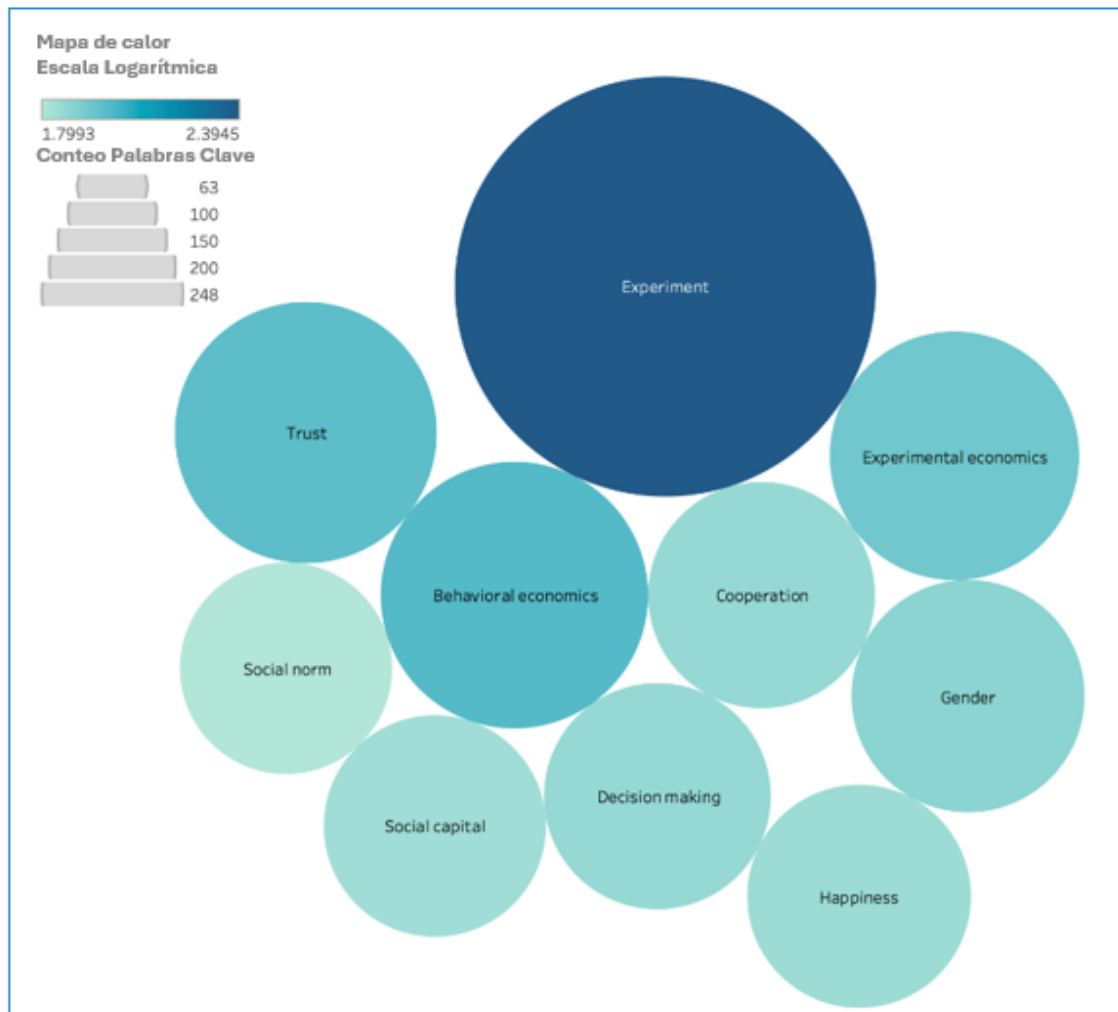 Mapa de calor
Escala Logarítmica
1.7993 2.3945
Conteo Palabras Clave
63
100
150
200
248
Experiment
Trust
Experimental economics
Behavioral economics
Cooperation
Social norm
Gender
Decision making
Social capital
Happiness